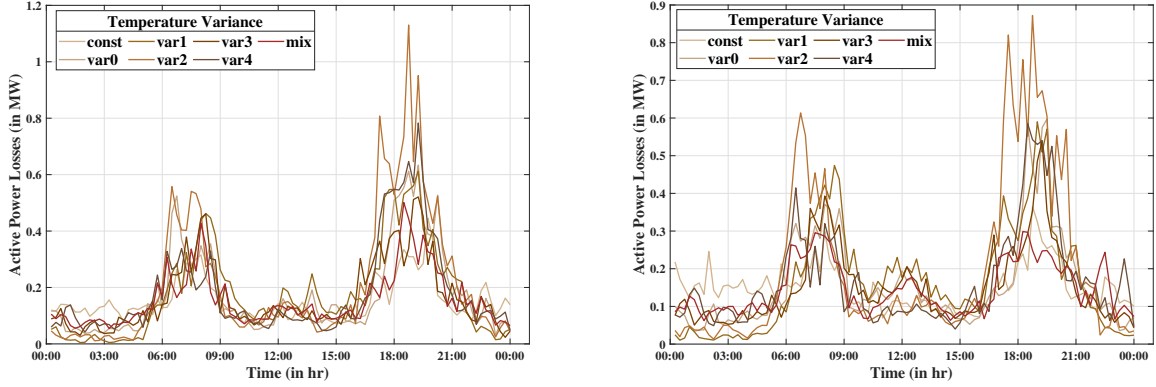 Temperature Variance
const var1 var3 mix
var0 var2 var4
1.2
1
0.8
0.6
0.4
0.2
0
Active Power Losses (in MW)
00:00 03:00 06:00 09:00 12:00 15:00 18:00 21:00 00:00
Time (in hr)
Temperature Variance
const var1 var3 mix
var0 var2 var4
0.9
0.8
0.7
0.6
0.5
0.4
0.3
0.2
0.1
0
Active Power Losses (in MW)
00:00 03:00 06:00 09:00 12:00 15:00 18:00 21:00 00:00
Time (in hr)